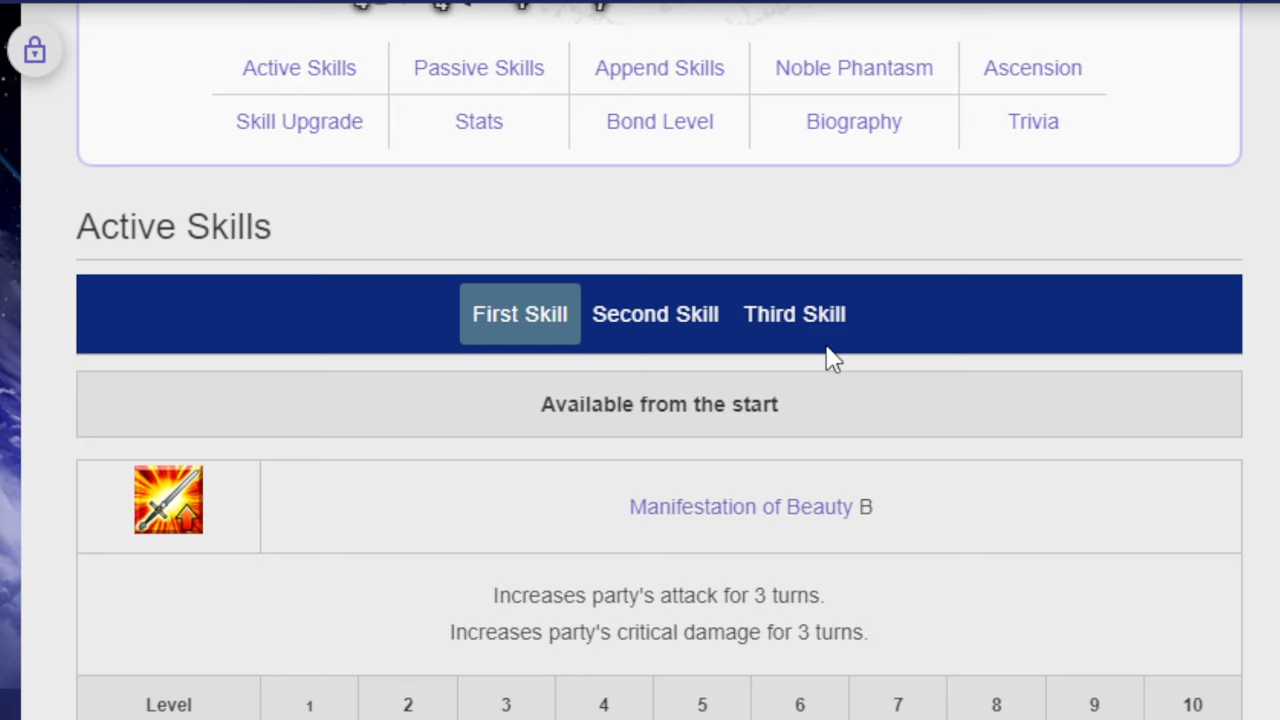 Active Skills Passive Skills Append Skills Noble Phantasm Ascension
Skill Upgrade Stats Bond Level Biography Trivia
Active Skills
First Skill Second Skill Third Skill
Available from the start
Manifestation of Beauty B
Increases party's attack for 3 turns.
Increases party's critical damage for 3 turns.
Level 1 2 3 4 5 6 7 8 9 10